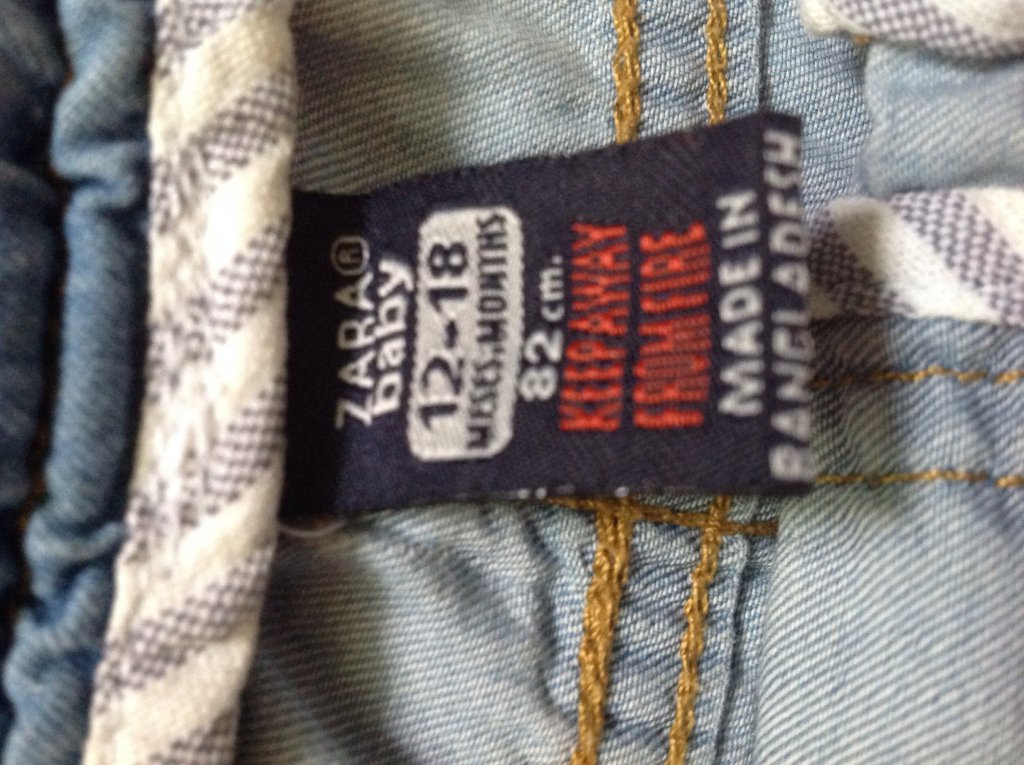 ZARA®
baby
12-18
MESES.MONTHS
82 cm.
KEEP AWAY
FROM FIRE
MADE IN
BANGLADESH